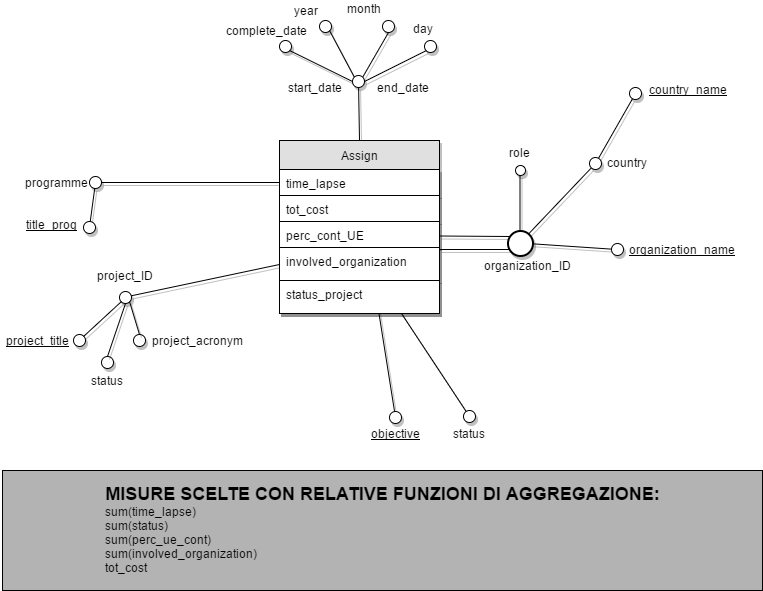 year
month
complete_date
day
start_date
end_date
country_name
role
country
Assign
programme
time_lapse
title_prog
tot_cost
perc_cont_UE
organization_name
involved_organization
organization_ID
project_ID
status_project
project_title
project_acronym
status
objective
status
MISURE SCELTE CON RELATIVE FUNZIONI DI AGGREGAZIONE:
sum(time_lapse)
sum(status)
sum(perc_ue_cont)
sum(involved_organization)
tot_cost